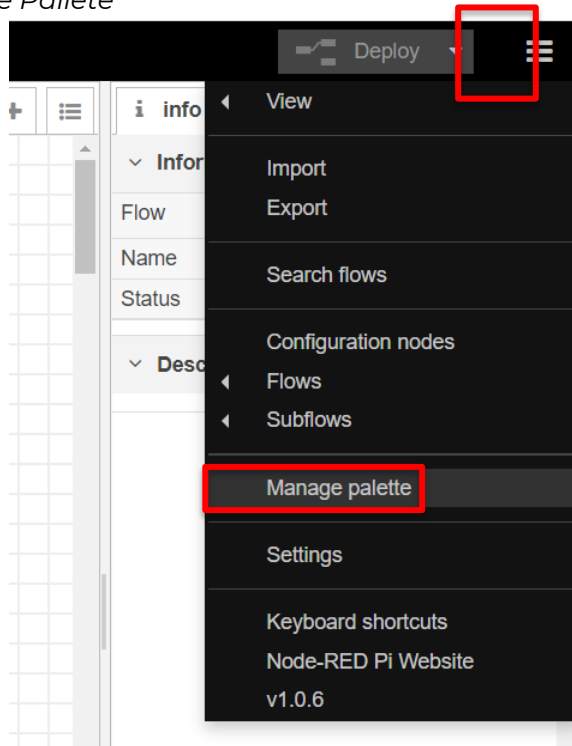 e Pallete
Deploy
i info
View
Infor
Import
Flow
Export
Name
Search flows
Status
Configuration nodes
Desc
Flows
Subflows
Manage palette
Settings
Keyboard shortcuts
Node-RED Pi Website
v1.0.6